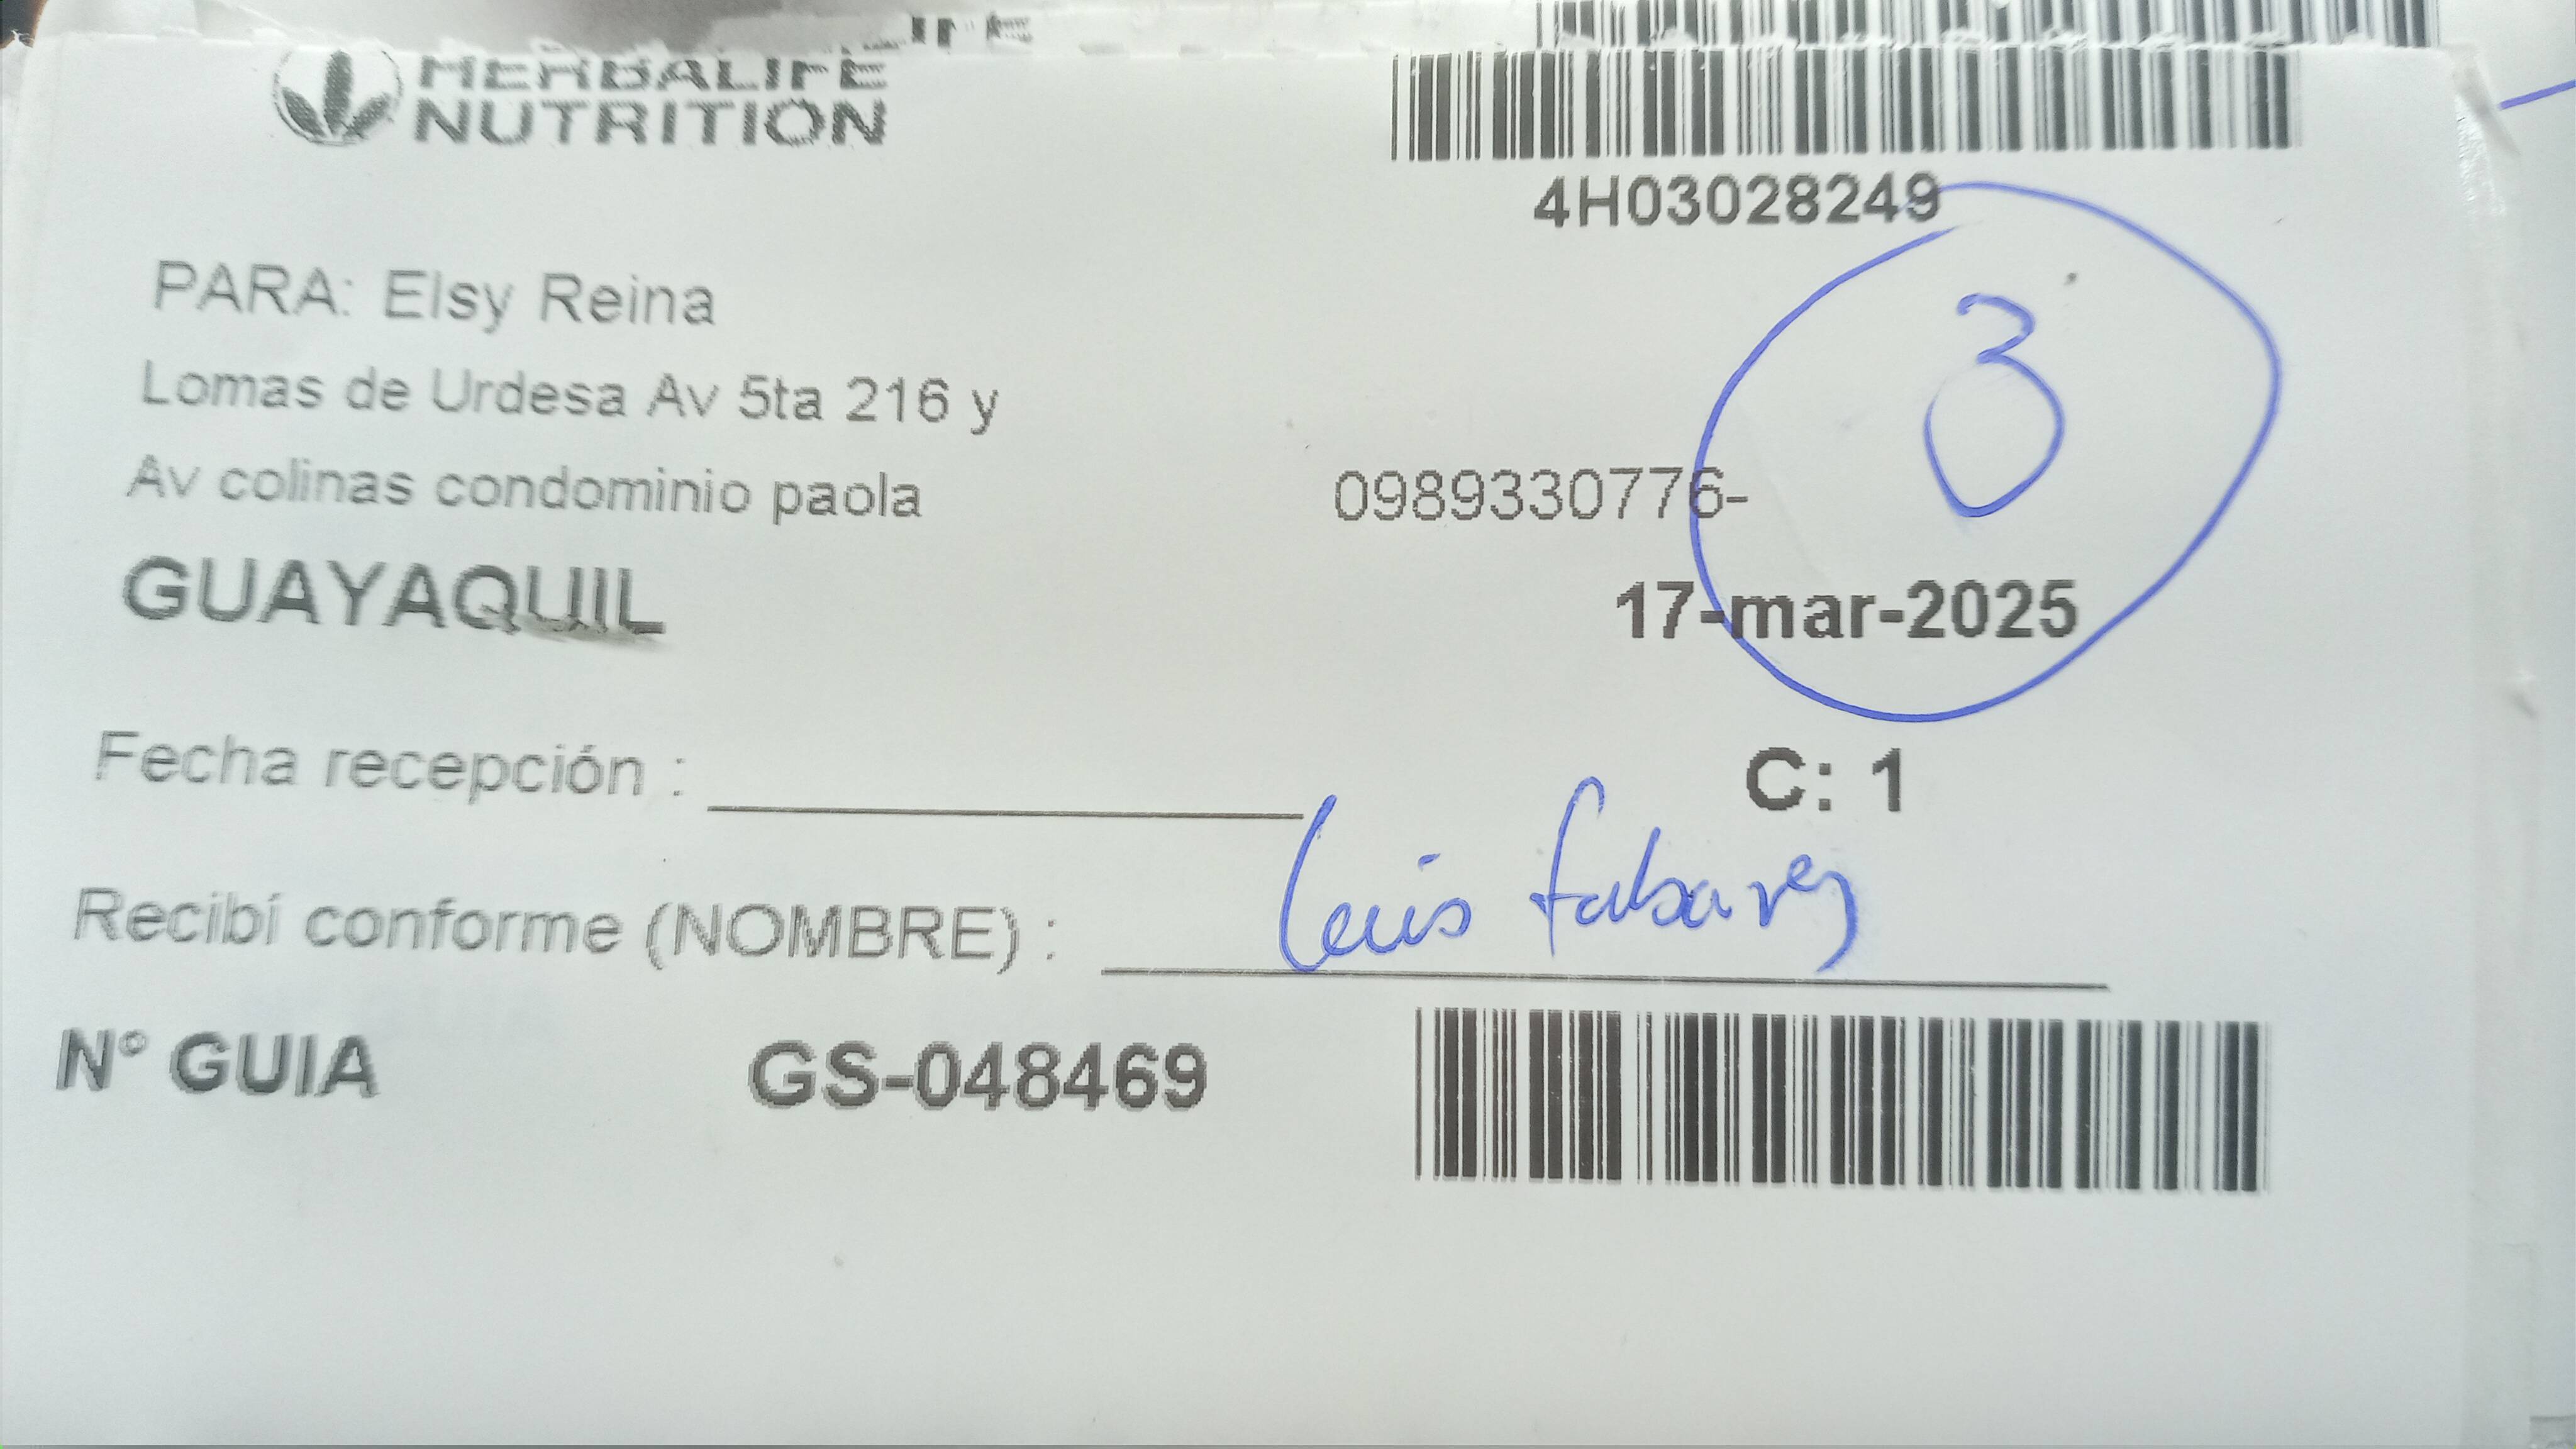 HERBALIFE
NUTRITION
4H03028249
PARA: Elsy Reina
3
Lomas de Urdesa Av 5ta 216 y
Av colinas condominio paola
0989330776-
GUAYAQUIL
17-mar-2025
Fecha recepción :
C: 1
Recibí conforme (NOMBRE) : Luis
N° GUIA GS-048469